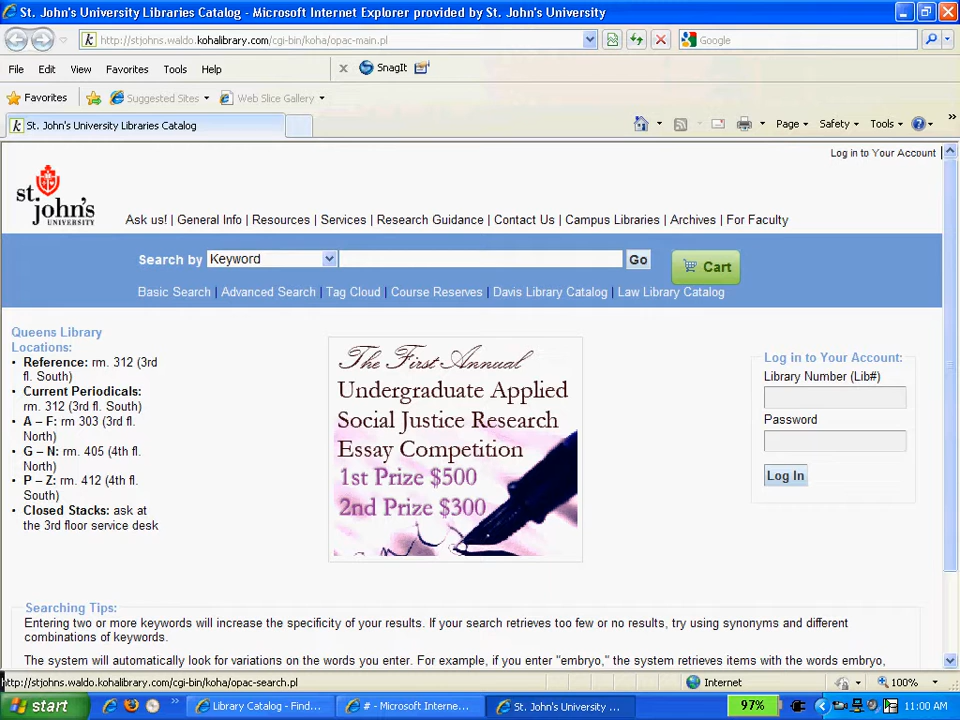 St. John's University Libraries Catalog - Microsoft Internet Explorer provided by St. John's University
http://stjohns.waldo.kohalibrary.com/cgi-bin/koha/opac-main.pl
Google
File Edit View Favorites Tools Help
SnagIt
Favorites Suggested Sites Web Slice Gallery
St. John's University Libraries Catalog
Page Safety Tools
Log in to Your Account
st. john's
UNIVERSITY
Ask us! | General Info | Resources | Services | Research Guidance | Contact Us | Campus Libraries | Archives | For Faculty
Search by Keyword Go Cart
Basic Search | Advanced Search | Tag Cloud | Course Reserves | Davis Library Catalog | Law Library Catalog
Queens Library
Locations:
• Reference: rm. 312 (3rd
fl. South)
• Current Periodicals:
rm. 312 (3rd fl. South)
• A – F: rm 303 (3rd fl.
North)
• G – N: rm. 405 (4th fl.
North)
• P – Z: rm. 412 (4th fl.
South)
• Closed Stacks: ask at
the 3rd floor service desk
The First Annual
Undergraduate Applied
Social Justice Research
Essay Competition
1st Prize $500
2nd Prize $300
Log in to Your Account:
Library Number (Lib#)
Password
Log In
Searching Tips:
Entering two or more keywords will increase the specificity of your results. If your search retrieves too few or no results, try using synonyms and different
combinations of keywords.
The system will automatically look for variations on the words you enter. For example, if you enter "embryo," the system retrieves items with the words embryo,
http://stjohns.waldo.kohalibrary.com/cgi-bin/koha/opac-search.pl
Internet
100%
start
Library Catalog - Find...
# - Microsoft Interne...
St. John's University ...
97%
11:00 AM